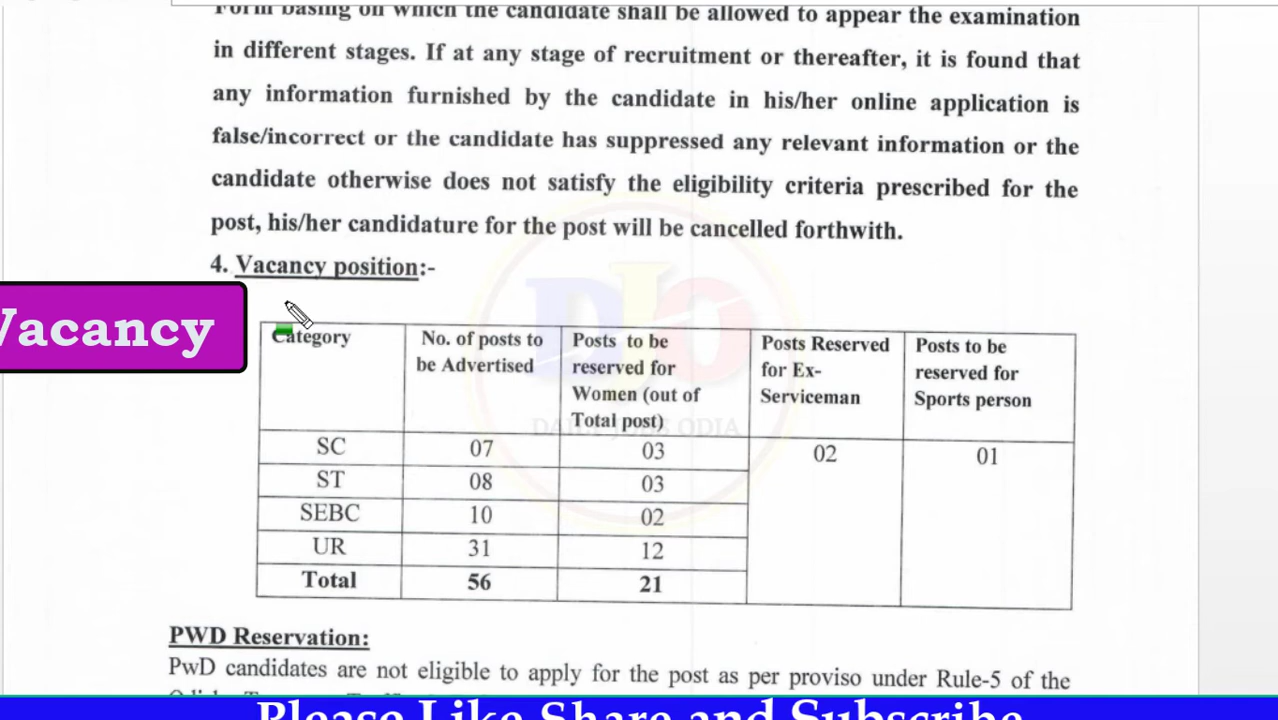 Form basing on which the candidate shall be allowed to appear the examination
in different stages. If at any stage of recruitment or thereafter, it is found that
any information furnished by the candidate in his/her online application is
false/incorrect or the candidate has suppressed any relevant information or the
candidate otherwise does not satisfy the eligibility criteria prescribed for the
post, his/her candidature for the post will be cancelled forthwith.
4. Vacancy position:-
Vacancy
Category | No. of posts to be Advertised | Posts to be reserved for Women (out of Total post) | Posts Reserved for Ex-Serviceman | Posts to be reserved for Sports person
SC 07 03 02 01
ST 08 03
SEBC 10 02
UR 31 12
Total 56 21
DJO
DAILY JOBS ODIA
PWD Reservation:
PwD candidates are not eligible to apply for the post as per proviso under Rule-5 of the
Please Like Share and Subscribe